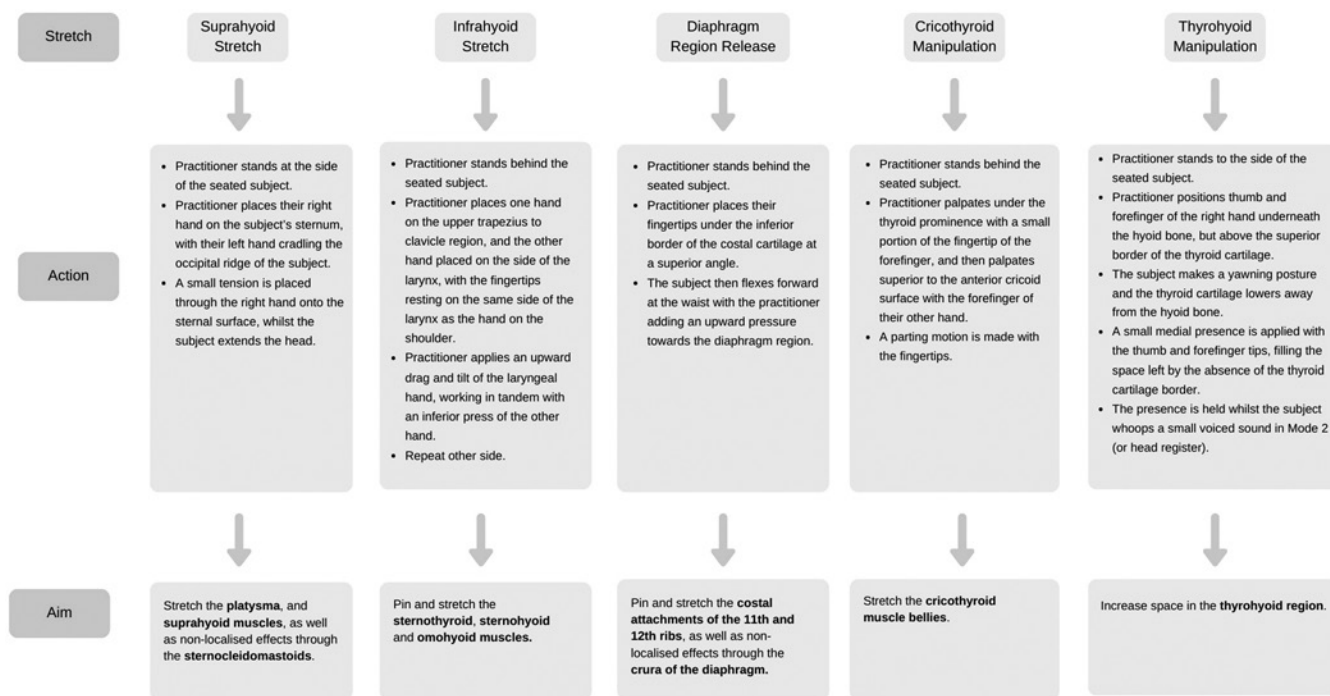 Stretch
Suprahyoid
Stretch
Infrahyoid
Stretch
Diaphragm
Region Release
Cricothyroid
Manipulation
Thyrohyoid
Manipulation
Action
• Practitioner stands at the side
of the seated subject.
• Practitioner places their right
hand on the subject's sternum,
with their left hand cradling the
occipital ridge of the subject.
• A small tension is placed
through the right hand onto the
sternal surface, whilst the
subject extends the head.
• Practitioner stands behind the
seated subject.
• Practitioner places one hand
on the upper trapezius to
clavicle region, and the other
hand placed on the side of the
larynx, with the fingertips
resting on the same side of the
larynx as the hand on the
shoulder.
• Practitioner applies an upward
drag and tilt of the laryngeal
hand, working in tandem with
an inferior press of the other
hand.
• Repeat other side.
• Practitioner stands behind the
seated subject.
• Practitioner places their
fingertips under the inferior
border of the costal cartilage at
a superior angle.
• The subject then flexes forward
at the waist with the practitioner
adding an upward pressure
towards the diaphragm region.
• Practitioner stands behind the
seated subject.
• Practitioner palpates under the
thyroid prominence with a small
portion of the fingertip of the
forefinger, and then palpates
superior to the anterior cricoid
surface with the forefinger of
their other hand.
• A parting motion is made with
the fingertips.
• Practitioner stands to the side of the
seated subject.
• Practitioner positions thumb and
forefinger of the right hand underneath
the hyoid bone, but above the superior
border of the thyroid cartilage.
• The subject makes a yawning posture
and the thyroid cartilage lowers away
from the hyoid bone.
• A small medial presence is applied with
the thumb and forefinger tips, filling the
space left by the absence of the thyroid
cartilage border.
• The presence is held whilst the subject
whoops a small voiced sound in Mode 2
(or head register).
Aim
Stretch the platysma, and
suprahyoid muscles, as well
as non-localised effects through
the sternocleidomastoids.
Pin and stretch the
sternothyroid, sternohyoid
and omohyoid muscles.
Pin and stretch the costal
attachments of the 11th and
12th ribs, as well as non-
localised effects through the
crura of the diaphragm.
Stretch the cricothyroid
muscle bellies.
Increase space in the thyrohyoid region.